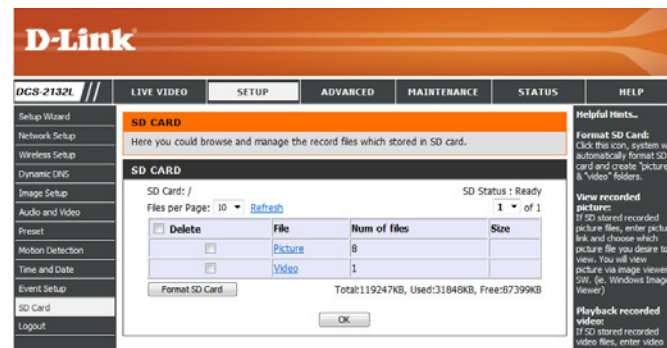 D-Link
DCS-2132L
LIVE VIDEO
SETUP
ADVANCED
MAINTENANCE
STATUS
HELP
Setup Wizard
Network Setup
Wireless Setup
Dynamic DNS
Image Setup
Audio and Video
Preset
Motion Detection
Time and Date
Event Setup
SD Card
Logout
SD CARD
Here you could browse and manage the record files which stored in SD card.
SD CARD
SD Card: /
SD Status : Ready
Files per Page: 10 Refresh
1 of 1
Delete File Num of files Size
Picture 8
Video 1
Format SD Card
Total:119247KB, Used:31848KB, Free:87399KB
OK
Helpful Hints..
Format SD Card:
Click this icon, system
automatically format SD
card and create "picture
& "video" folders.
View recorded
picture:
If SD stored recorded
picture files, enter
link and choose which
picture file you desire to
view. You will view
picture via image viewer
SW. (ie. Windows Image
Viewer)
Playback recorded
video:
If SD stored recorded
video files, enter video